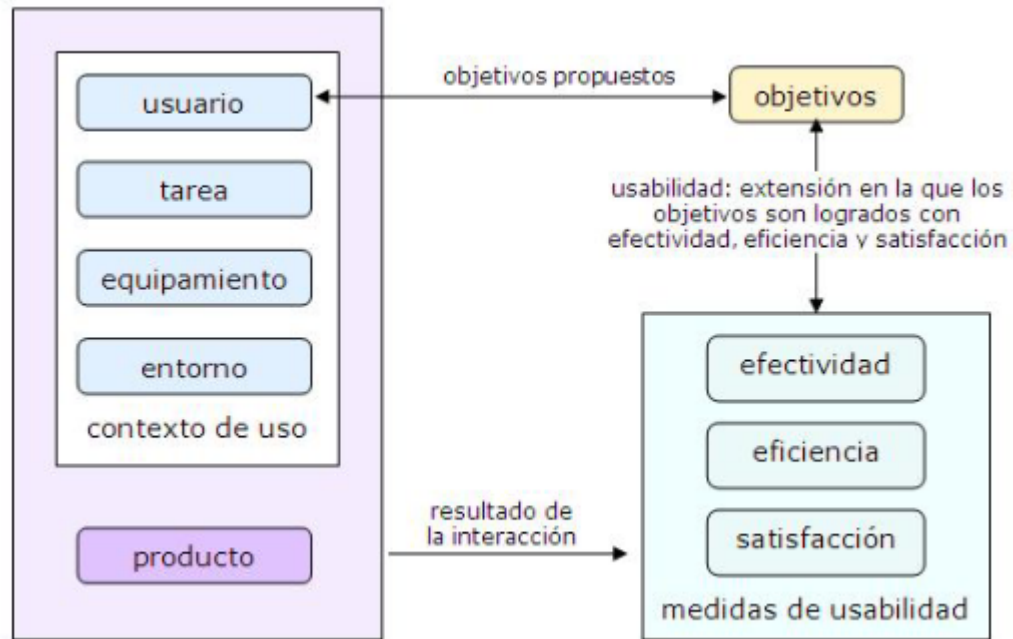 usuario
tarea
equipamiento
entorno
contexto de uso
producto
objetivos propuestos
objetivos
usabilidad: extensión en la que los
objetivos son logrados con
efectividad, eficiencia y satisfacción
resultado de
la interacción
efectividad
eficiencia
satisfacción
medidas de usabilidad